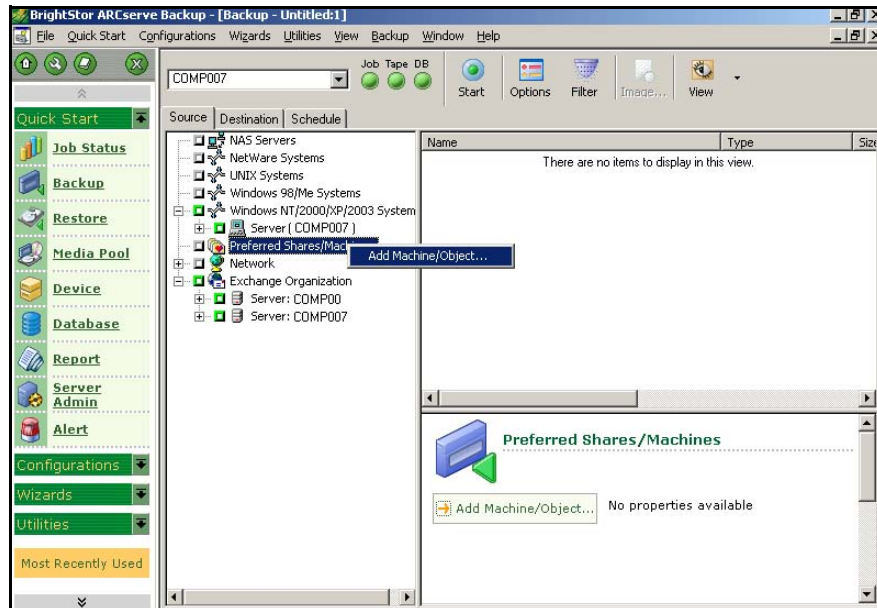 BrightStor ARCserve Backup - [Backup - Untitled:1]
File Quick Start Configurations Wizards Utilities View Backup Window Help
COMP007
Job Tape DB
Start
Options
Filter
Image...
View
Quick Start
Job Status
Backup
Restore
Media Pool
Device
Database
Report
Server
Admin
Alert
Configurations
Wizards
Utilities
Most Recently Used
Source Destination Schedule
NAS Servers
NetWare Systems
UNIX Systems
Windows 98/Me Systems
Windows NT/2000/XP/2003 System
Server ( COMP007 )
Preferred Shares/Mac
Add Machine/Object...
Network
Exchange Organization
Server: COMP00
Server: COMP007
Name Type Size
There are no items to display in this view.
Preferred Shares/Machines
Add Machine/Object...
No properties available